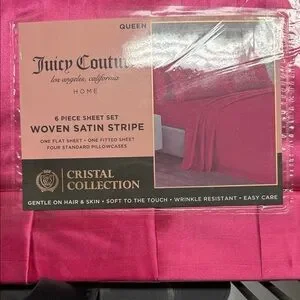 QUEEN
Juicy Couture
los angeles, california
HOME
6 PIECE SHEET SET
WOVEN SATIN STRIPE
ONE FLAT SHEET • ONE FITTED SHEET
FOUR STANDARD PILLOWCASES
CRISTAL
COLLECTION
GENTLE ON HAIR & SKIN • SOFT TO THE TOUCH • WRINKLE RESISTANT • EASY CARE